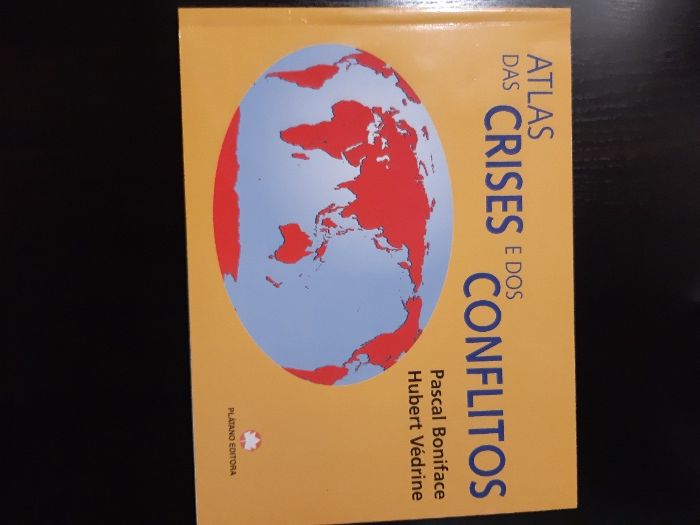 ATLAS
DAS CRISES E DOS
CONFLITOS
Pascal Boniface
Hubert Védrine
PLÁTANO EDITORA